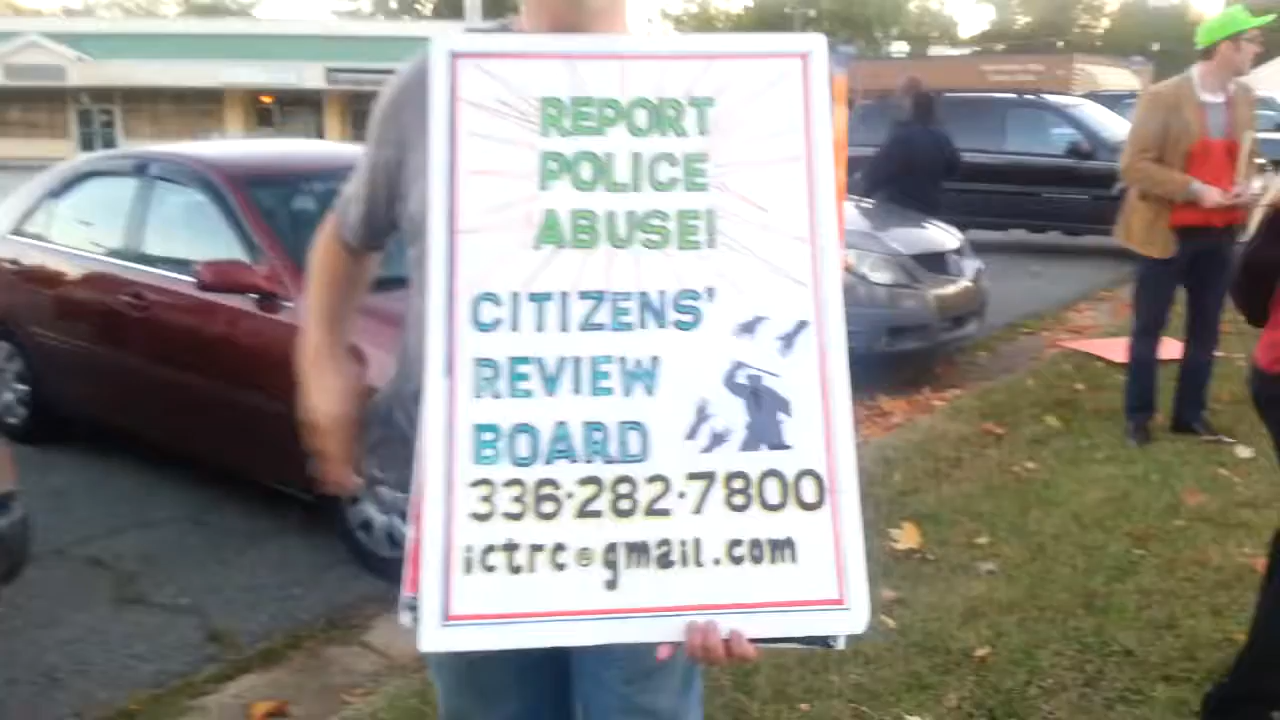 REPORT
POLICE
ABUSE!
CITIZENS'
REVIEW
BOARD
336·282·7800
ictrc@gmail.com